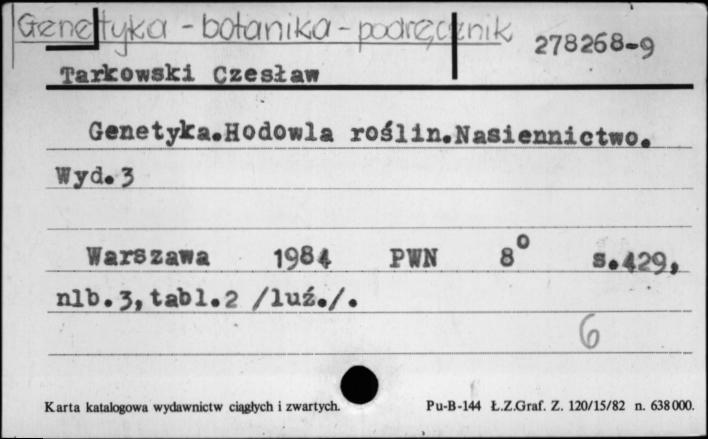 Genetyka - botanika - podręcznik
278268-9
Tarkowski Czesław
Genetyka.Hodowla roślin.Nasiennictwo.
Wyd.3
Warszawa 1984 PWN 8° s.429,
nlb.3,tabl.2 /luź./.
6
Karta katalogowa wydawnictw ciągłych i zwartych. Pu-B-144 Ł.Z.Graf. Z. 120/15/82 n. 638000.